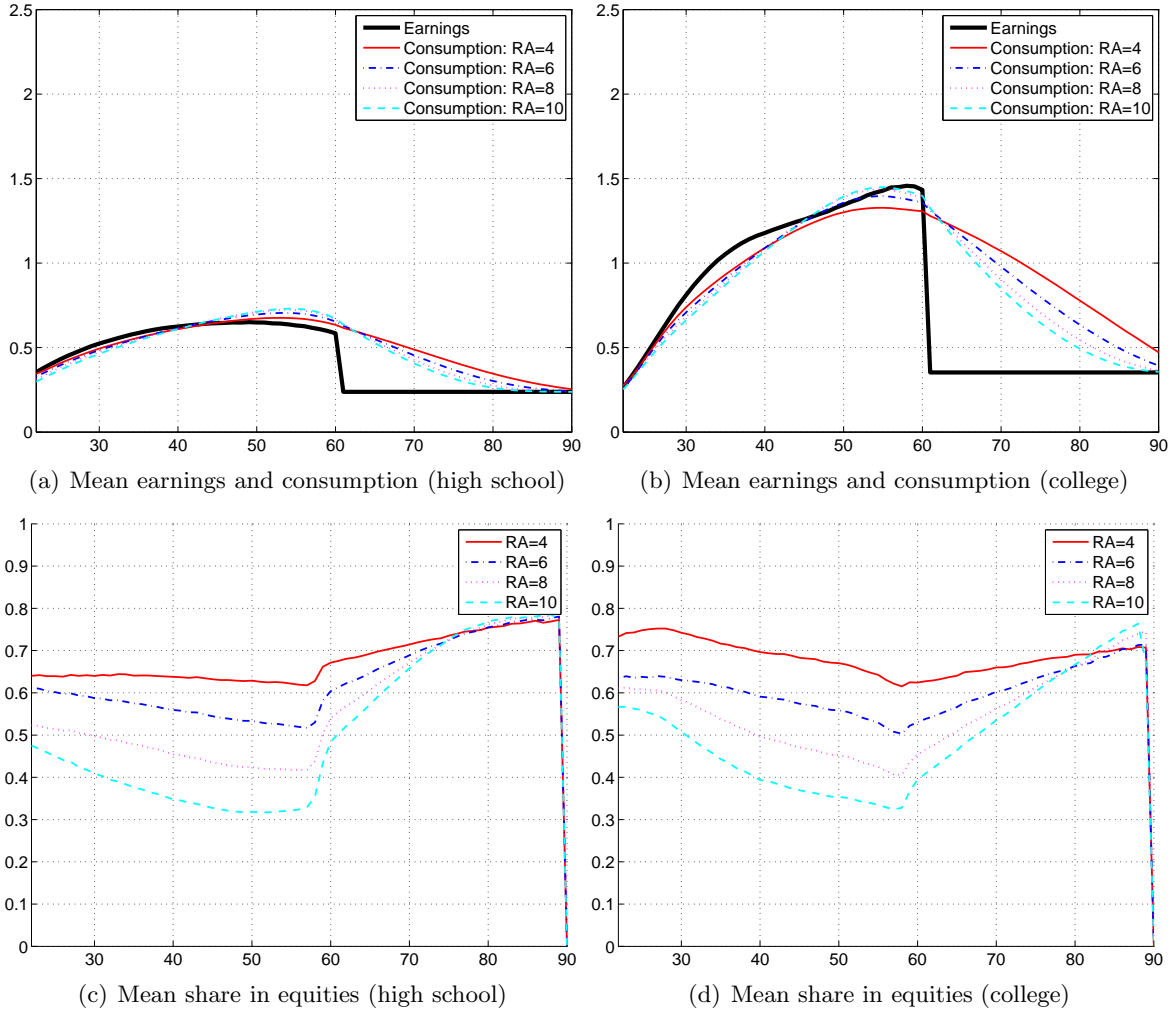 2.5
2
1.5
1
0.5
0
30 40 50 60 70 80 90
Earnings
Consumption: RA=4
Consumption: RA=6
Consumption: RA=8
Consumption: RA=10
(a) Mean earnings and consumption (high school)
2.5
2
1.5
1
0.5
0
30 40 50 60 70 80 90
Earnings
Consumption: RA=4
Consumption: RA=6
Consumption: RA=8
Consumption: RA=10
(b) Mean earnings and consumption (college)
1
0.9
0.8
0.7
0.6
0.5
0.4
0.3
0.2
0.1
0
30 40 50 60 70 80 90
RA=4
RA=6
RA=8
RA=10
(c) Mean share in equities (high school)
1
0.9
0.8
0.7
0.6
0.5
0.4
0.3
0.2
0.1
0
30 40 50 60 70 80 90
RA=4
RA=6
RA=8
RA=10
(d) Mean share in equities (college)